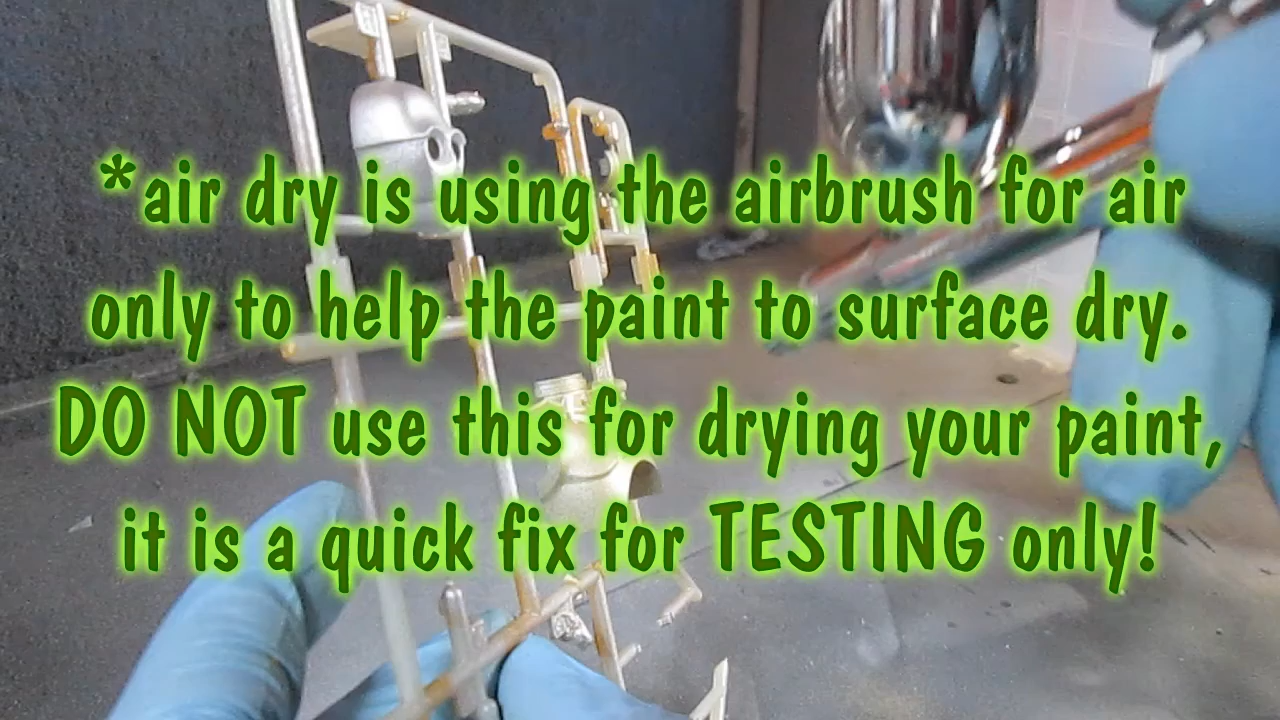 *air dry is using the airbrush for air
only to help the paint to surface dry.
DO NOT use this for drying your paint,
it is a quick fix for TESTING only!